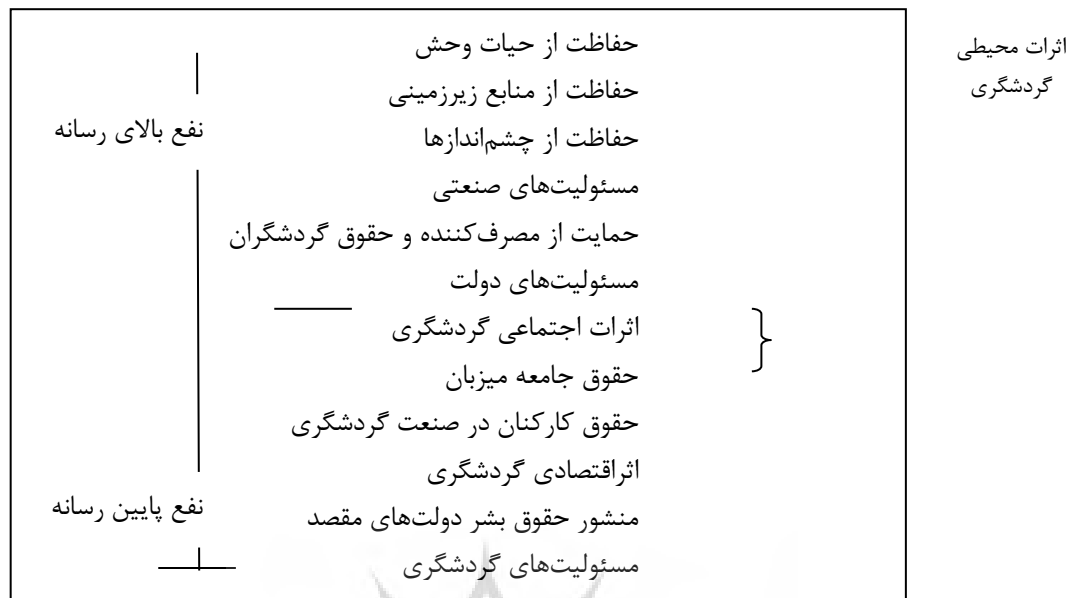 اثرات محیطی
گردشگری
حفاظت از حیات وحش
حفاظت از منابع زیرزمینی
حفاظت از چشم‌اندازها
مسئولیت‌های صنعتی
حمایت از مصرف‌کننده و حقوق گردشگران
مسئولیت‌های دولت
اثرات اجتماعی گردشگری
حقوق جامعه میزبان
حقوق کارکنان در صنعت گردشگری
اثراقتصادی گردشگری
منشور حقوق بشر دولت‌های مقصد
مسئولیت‌های گردشگری
نفع بالای رسانه
نفع پایین رسانه